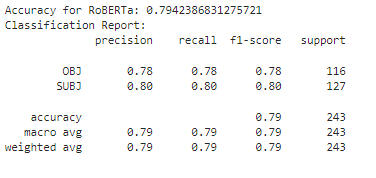 Accuracy for RoBERTa: 0.7942386831275721
Classification Report:
precision recall f1-score support
OBJ 0.78 0.78 0.78 116
SUBJ 0.80 0.80 0.80 127
accuracy 0.79 243
macro avg 0.79 0.79 0.79 243
weighted avg 0.79 0.79 0.79 243